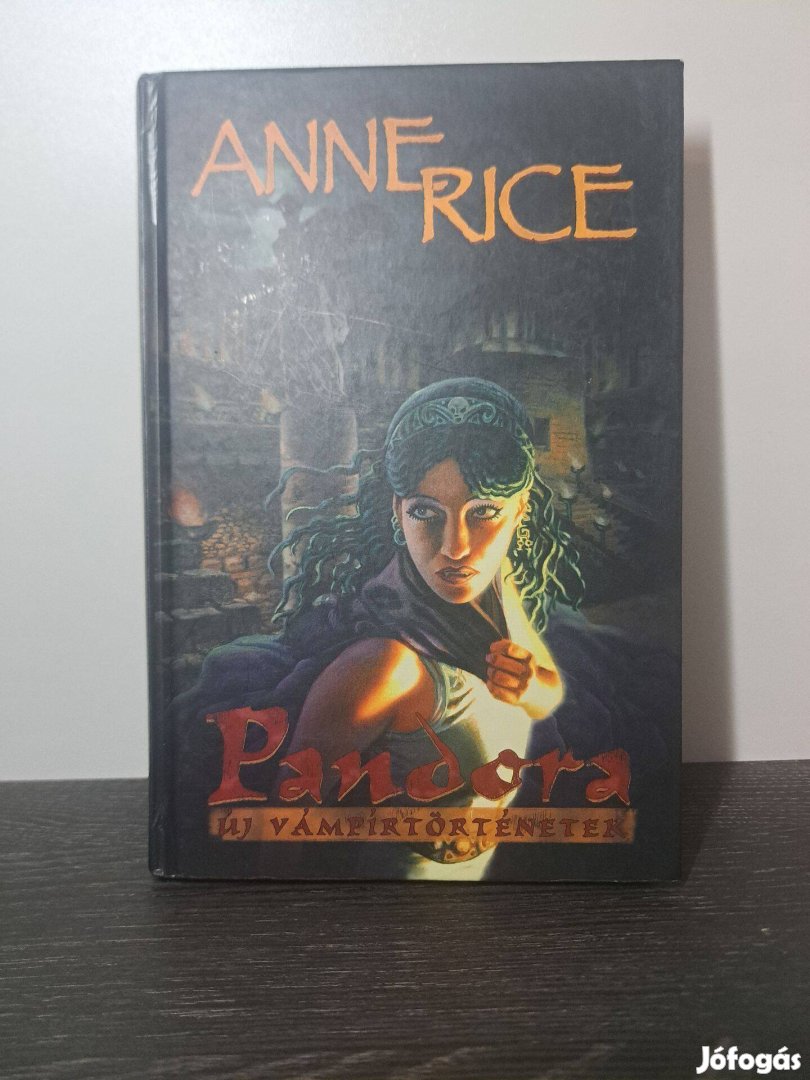 ANNE
RICE
Pandora
ÚJ VÁMPÍRTÖRTÉNETEK
Jófogás